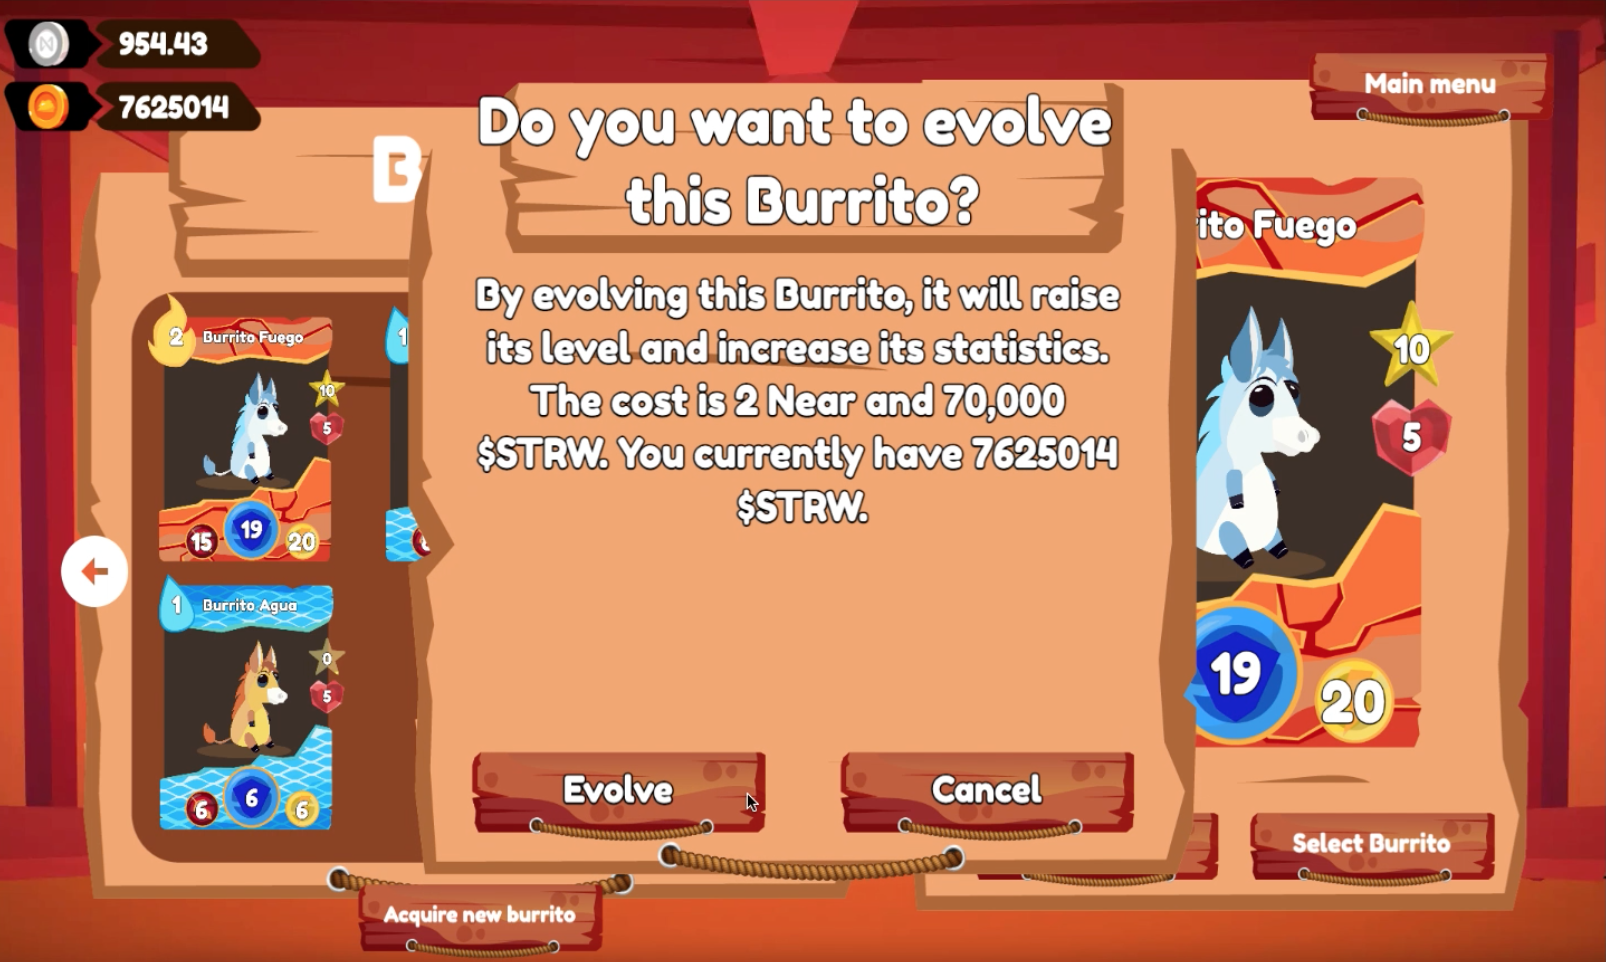 954.43
7625014
Main menu
Do you want to evolve
this Burrito?
B
By evolving this Burrito, it will raise
its level and increase its statistics.
The cost is 2 Near and 70,000
$STRW. You currently have 7625014
$STRW.
Evolve
Cancel
2
Burrito Fuego
10
5
15
19
20
1
1
Burrito Agua
0
5
6
6
6
ito Fuego
10
5
19
20
Select Burrito
Acquire new burrito